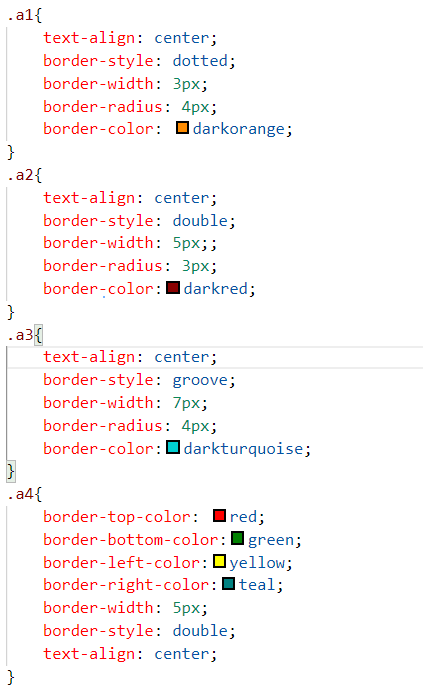 .a1{
    text-align: center;
    border-style: dotted;
    border-width: 3px;
    border-radius: 4px;
    border-color: darkorange;
}
.a2{
    text-align: center;
    border-style: double;
    border-width: 5px;;
    border-radius: 3px;
    border-color:darkred;
}
.a3{
    text-align: center;
    border-style: groove;
    border-width: 7px;
    border-radius: 4px;
    border-color:darkturquoise;
}
.a4{
    border-top-color: red;
    border-bottom-color:green;
    border-left-color:yellow;
    border-right-color:teal;
    border-width: 5px;
    border-style: double;
    text-align: center;
}